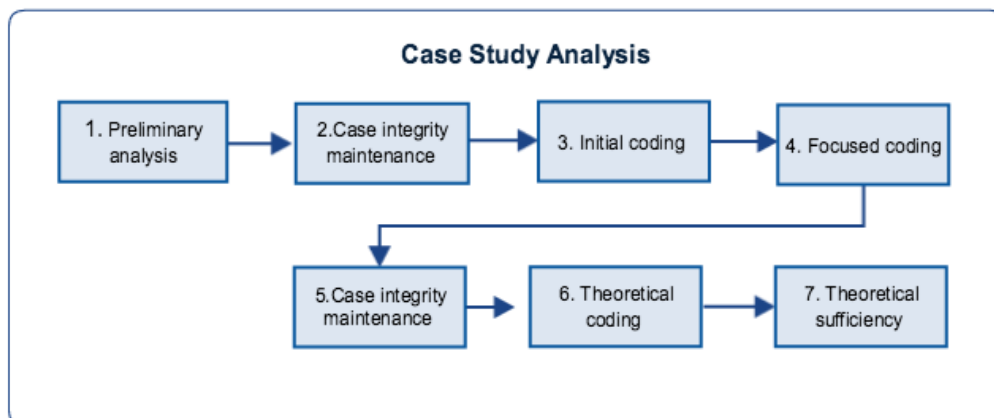 Case Study Analysis
1. Preliminary
analysis
2.Case integrity
maintenance
3. Initial coding
4. Focused coding
5.Case integrity
maintenance
6. Theoretical
coding
7. Theoretical
sufficiency